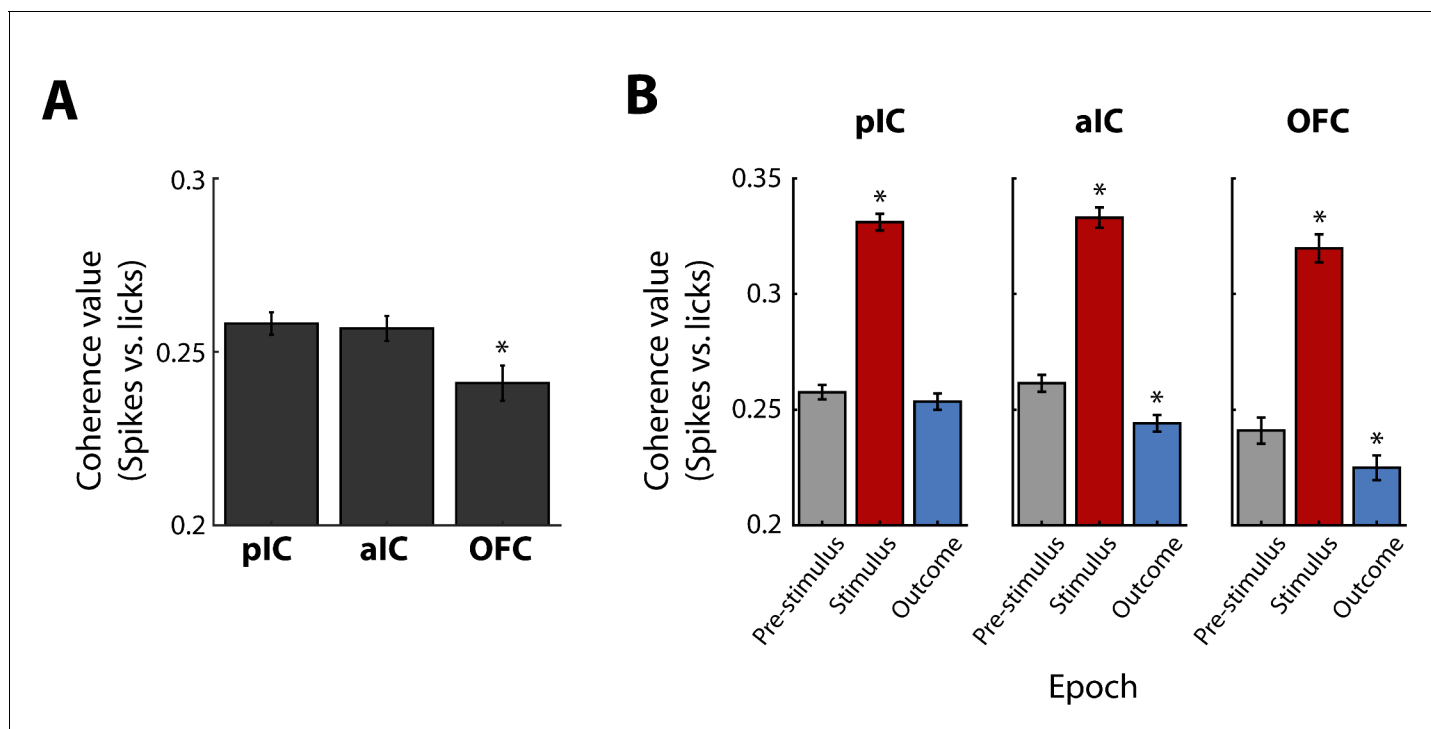 A
0.3
0.25
0.2
Coherence value
(Spikes vs. licks)
*
pIC
aIC
OFC
B
pIC
aIC
OFC
0.35
0.3
0.25
0.2
Coherence value
(Spikes vs. licks)
*
*
*
*
*
Pre-stimulus
Stimulus
Outcome
Pre-stimulus
Stimulus
Outcome
Pre-stimulus
Stimulus
Outcome
Epoch